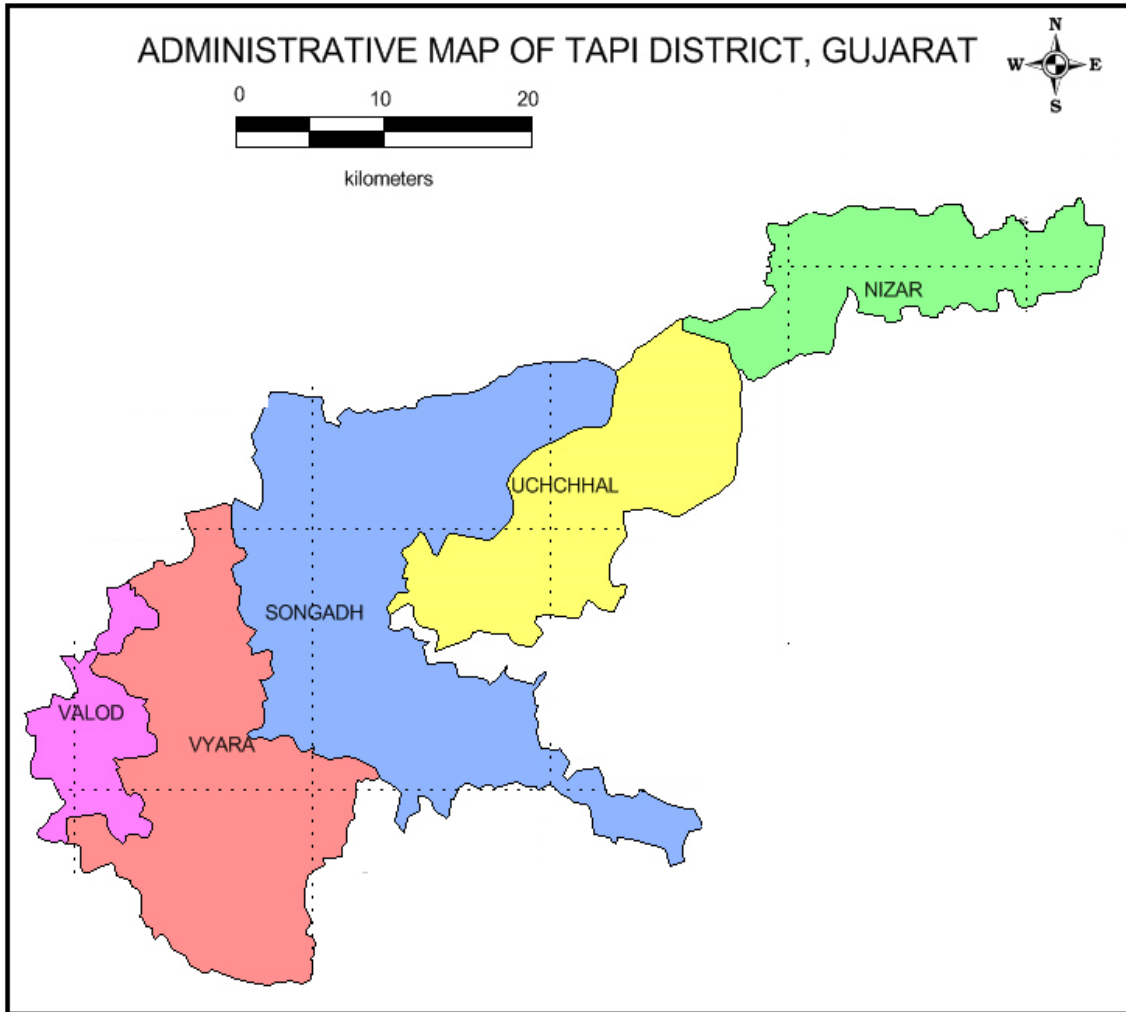 ADMINISTRATIVE MAP OF TAPI DISTRICT, GUJARAT
N
W E
S
0 10 20
kilometers
NIZAR
UCHCHHAL
SONGADH
VALOD
VYARA